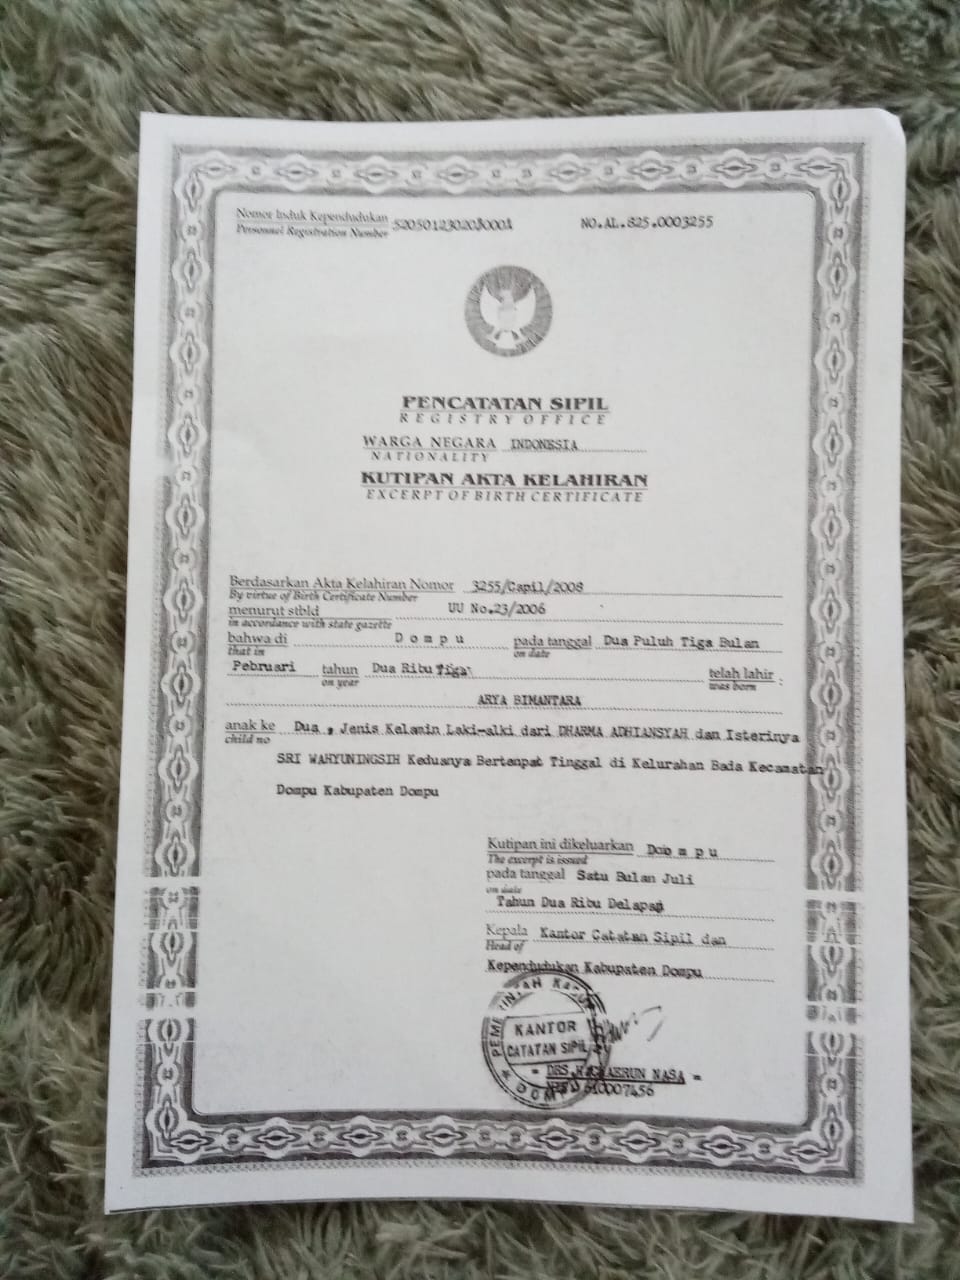 Nomor Induk Kependudukan
Personnel Registration Number
NO.AL.825.0003255
PENCATATAN SIPIL
REGISTRY OFFICE
WARGA NEGARA INDONESIA
NATIONALITY
KUTIPAN AKTA KELAHIRAN
EXCERPT OF BIRTH CERTIFICATE
Berdasarkan Akta Kelahiran Nomor 3255/Capil/2008
By virtue of Birth Certificate Number
menurut stbld UU No.23/2006
in accordance with state gazette
bahwa di Dompu pada tanggal Dua Puluh Tiga Bulan
that in on date
Pebruari tahun Dua Ribu Tiga telah lahir :
on year was born
ARYA BIMANTARA
anak ke Dua , Jenis Kelamin Laki-alki dari DHARMA ADHIANSYAH dan Isterinya
child no
SRI WAHYUNINGSIH Keduanya Bertempat Tinggal di Kelurahan Bada Kecamatan
Dompu Kabupaten Dompu
Kutipan ini dikeluarkan
The excerpt is issued
pada tanggal Satu Bulan Juli
on date
Tahun Dua Ribu Delapan
Kepala Kantor Catatan Sipil dan
Head of
Kependudukan Kabupaten Dompu
KANTOR
CATATAN SIPIL
DOMPU